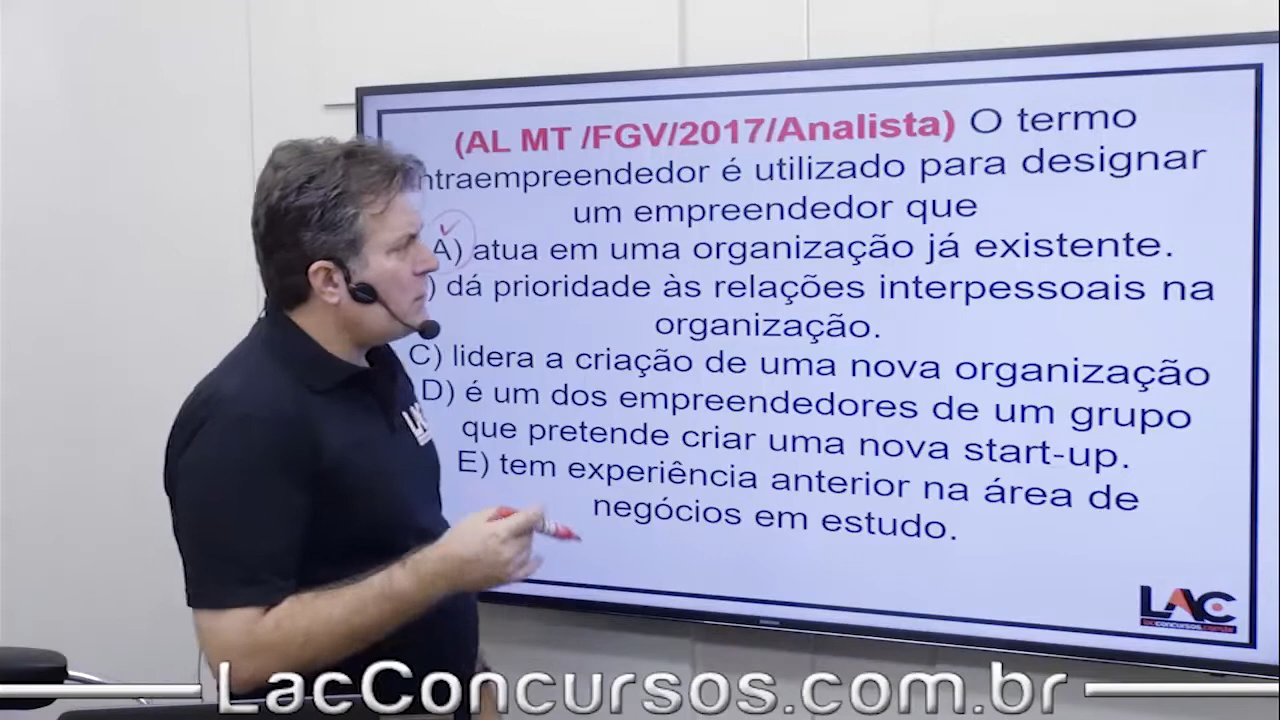 (AL MT /FGV/2017/Analista) O termo
ntraempreendedor é utilizado para designar
um empreendedor que
A) atua em uma organização já existente.
) dá prioridade às relações interpessoais na
organização.
C) lidera a criação de uma nova organização
D) é um dos empreendedores de um grupo
que pretende criar uma nova start-up.
E) tem experiência anterior na área de
negócios em estudo.
LAC
lacconcursos.com.br
LacConcursos.com.br